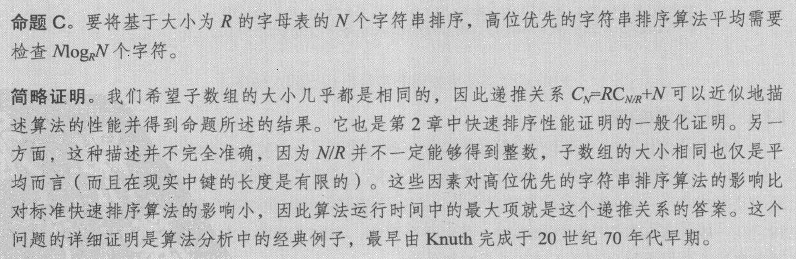 命题 C。要将基于大小为 R 的字母表的 N 个字符串排序，高位优先的字符串排序算法平均需要
检查 NlogRN 个字符。
简略证明。我们希望子数组的大小几乎都是相同的，因此递推关系 CN=RCN/R+N 可以近似地描
述算法的性能并得到命题所述的结果。它也是第 2 章中快速排序性能证明的一般化证明。另一
方面，这种描述并不完全准确，因为 N/R 并不一定能够得到整数，子数组的大小相同也仅是平
均而言（而且在现实中键的长度是有限的）。这些因素对高位优先的字符串排序算法的影响比
对标准快速排序算法的影响小，因此算法运行时间中的最大项就是这个递推关系的答案。这个
问题的详细证明是算法分析中的经典例子，最早由 Knuth 完成于 20 世纪 70 年代早期。